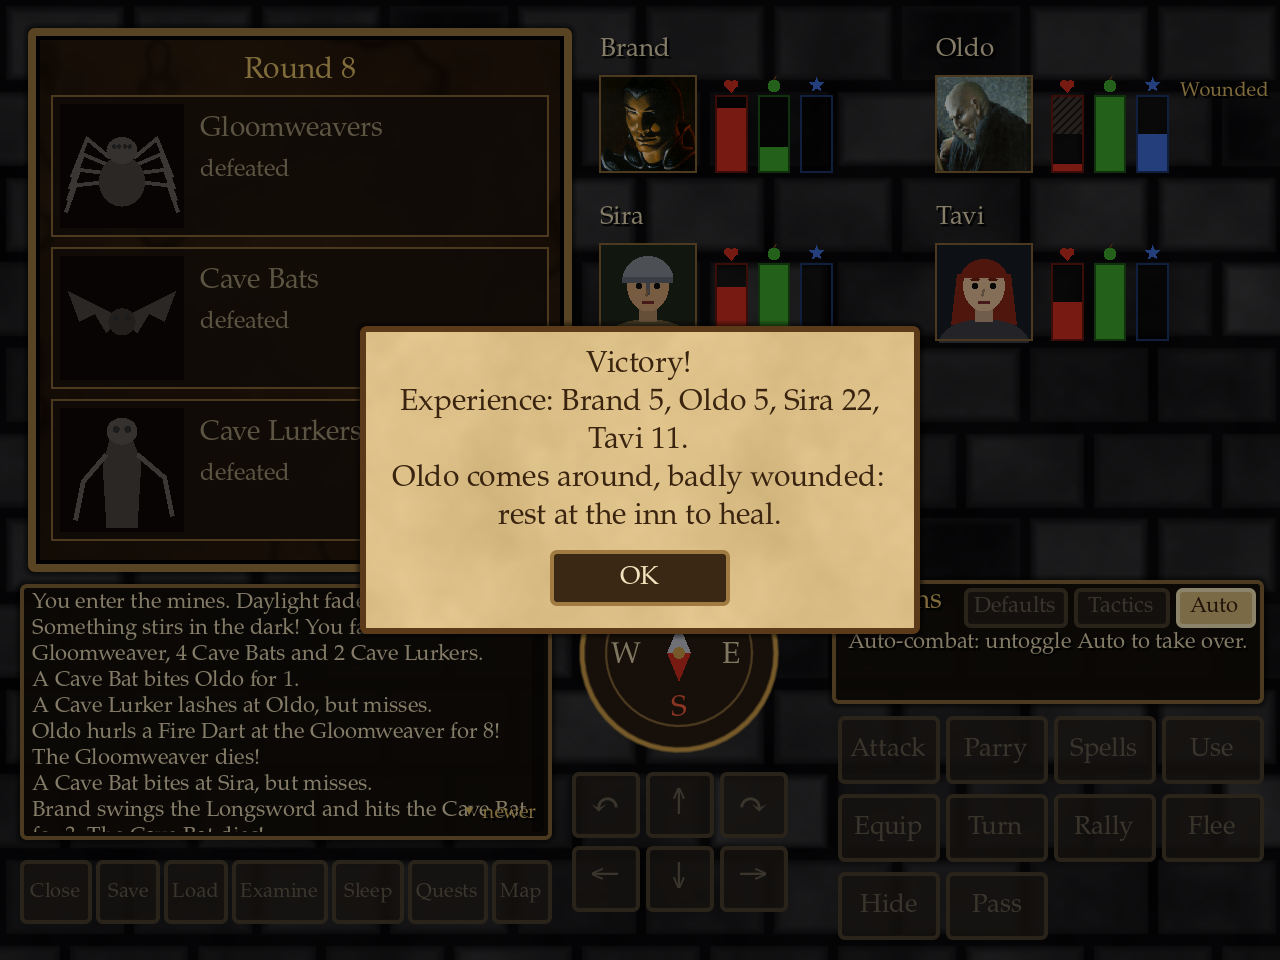 Round 8
Gloomweavers
defeated
Cave Bats
defeated
Cave Lurkers
defeated
Brand
Oldo
Wounded
Sira
Tavi
Victory!
Experience: Brand 5, Oldo 5, Sira 22,
Tavi 11.
Oldo comes around, badly wounded:
rest at the inn to heal.
OK
You enter the mines. Daylight fade
Something stirs in the dark! You fa
Gloomweaver, 4 Cave Bats and 2 Cave Lurkers.
A Cave Bat bites Oldo for 1.
A Cave Lurker lashes at Oldo, but misses.
Oldo hurls a Fire Dart at the Gloomweaver for 8!
The Gloomweaver dies!
A Cave Bat bites at Sira, but misses.
Brand swings the Longsword and hits the Cave Bat
newer
W E
S
ns
Defaults Tactics Auto
Auto-combat: untoggle Auto to take over.
Attack Parry Spells Use
Equip Turn Rally Flee
Hide Pass
Close Save Load Examine Sleep Quests Map